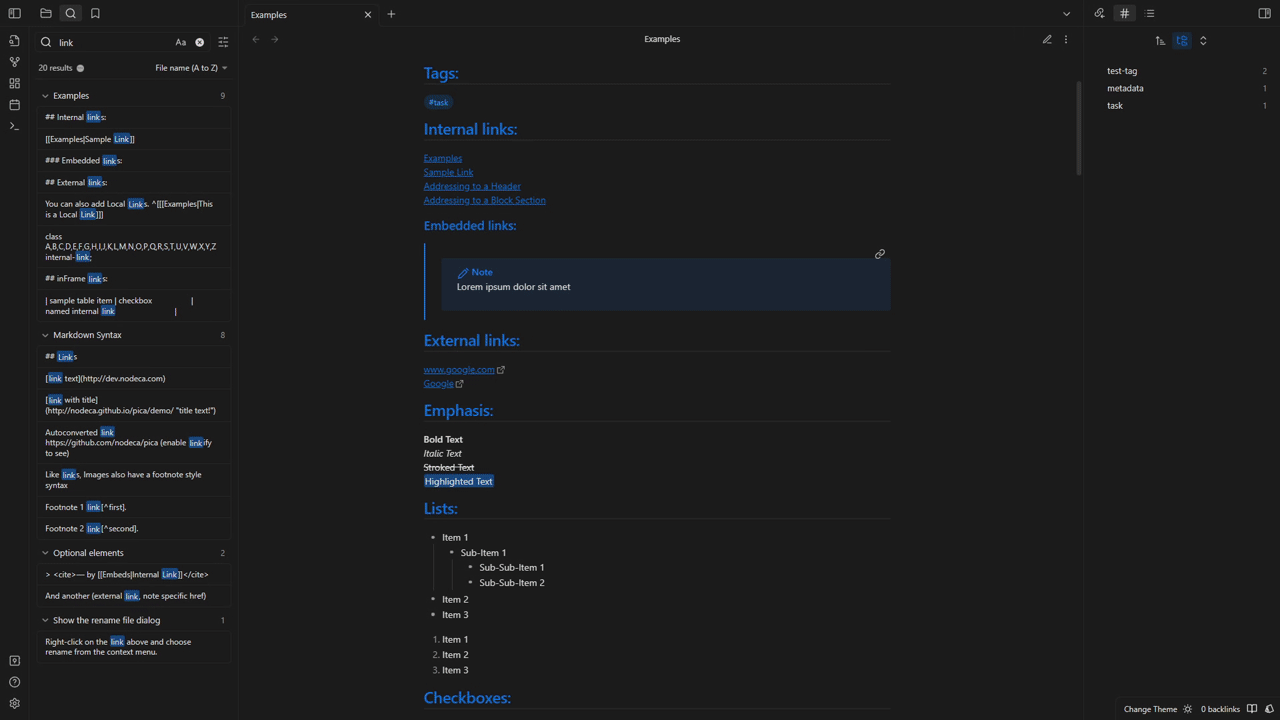 link
Aa
20 results
File name (A to Z)
Examples
9
## Internal links:
[[Examples|Sample Link]]
### Embedded links:
## External links:
You can also add Local Links. ^[[[Examples|This
is a Local Link]]]
class
A,B,C,D,E,F,G,H,I,J,K,L,M,N,O,P,Q,R,S,T,U,V,W,X,Y,Z
internal-link;
## inFrame links:
| sample table item | checkbox |
named internal link |
Markdown Syntax
8
## Links
[link text](http://dev.nodeca.com)
[link with title]
(http://nodeca.github.io/pica/demo/ "title text!")
Autoconverted link
https://github.com/nodeca/pica (enable linkify
to see)
Like links, Images also have a footnote style
syntax
Footnote 1 link[^first].
Footnote 2 link[^second].
Optional elements
2
> <cite>— by [[Embeds|Internal Link]]</cite>
And another (external link, note specific href)
Show the rename file dialog
1
Right-click on the link above and choose
rename from the context menu.
Examples
Examples
Tags:
#task
Internal links:
Examples
Sample Link
Addressing to a Header
Addressing to a Block Section
Embedded links:
Note
Lorem ipsum dolor sit amet
External links:
www.google.com
Google
Emphasis:
Bold Text
Italic Text
Stroked Text
Highlighted Text
Lists:
Item 1
Sub-Item 1
Sub-Sub-Item 1
Sub-Sub-Item 2
Item 2
Item 3
1. Item 1
2. Item 2
3. Item 3
Checkboxes:
test-tag
2
metadata
1
task
1
Change Theme
0 backlinks